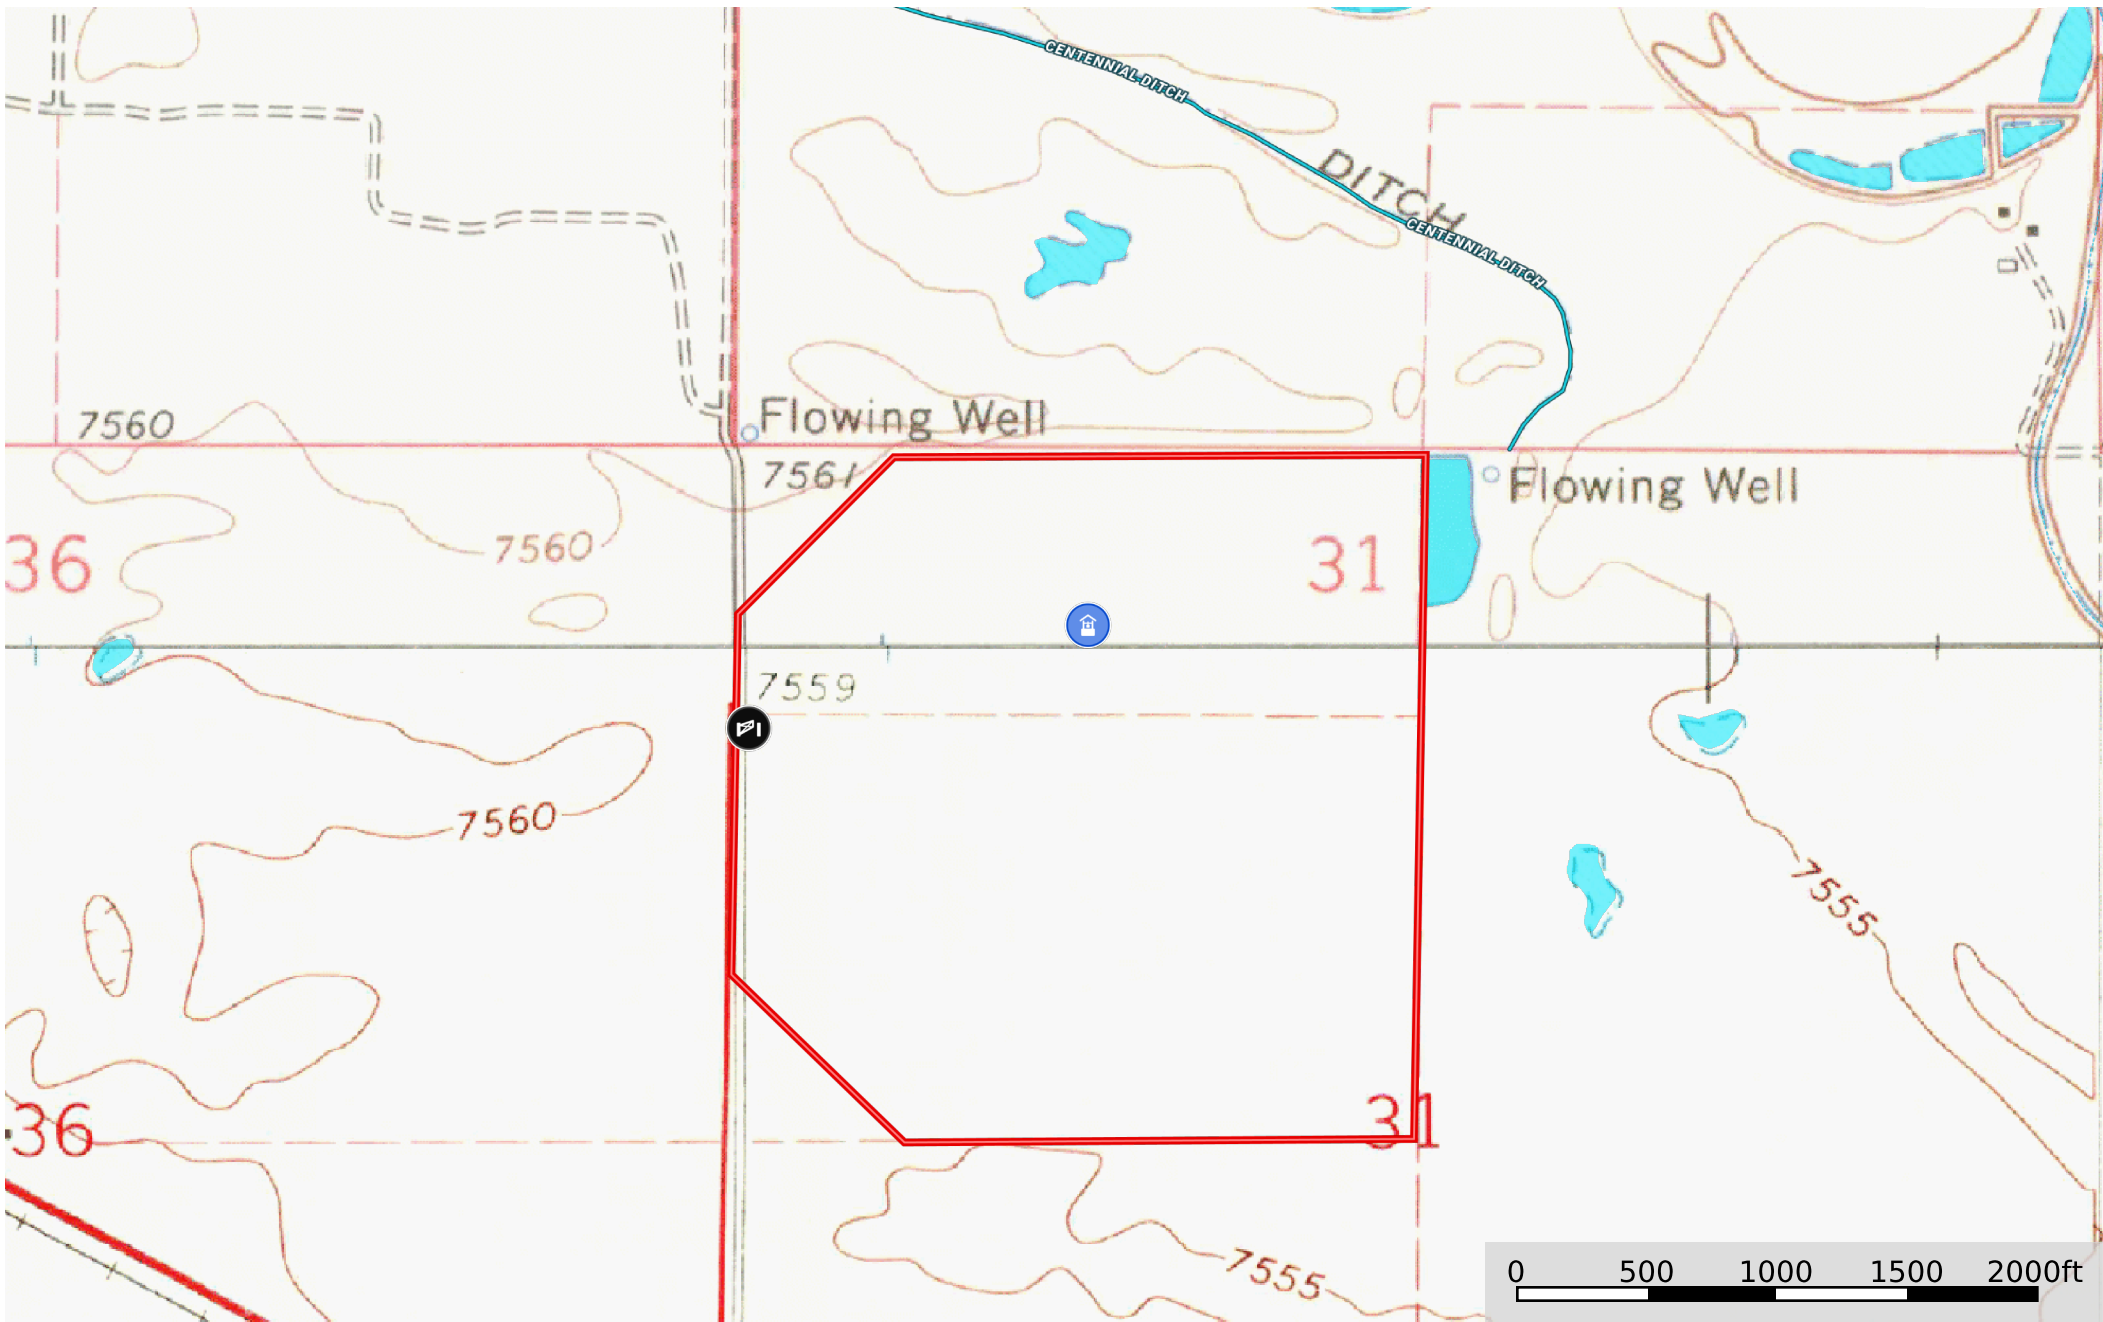 CENTENNIAL DITCH
DITCH
CENTENNIAL DITCH
7560
Flowing Well
7561
Flowing Well
36
7560
31
7559
7560
7555
36
31
7555
0 500 1000 1500 2000ft